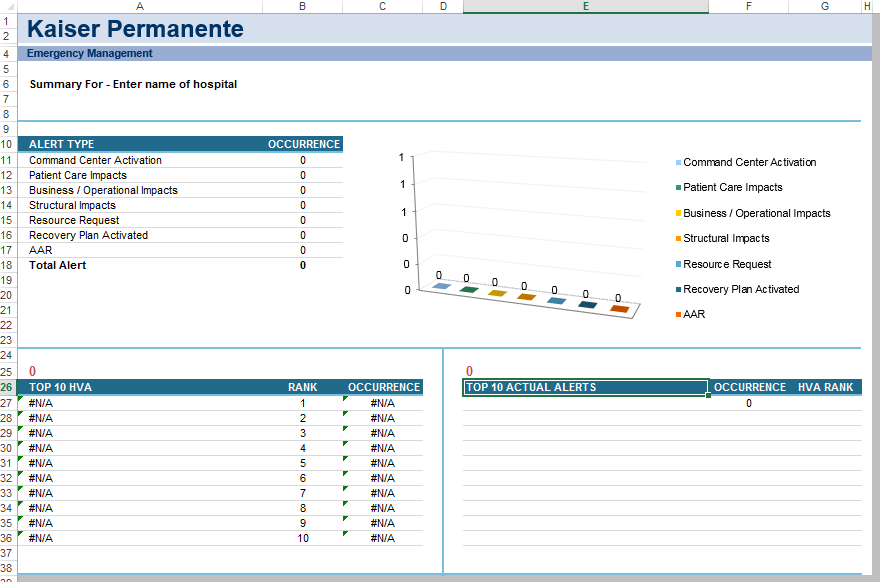 A B C D E F G H
1 Kaiser Permanente
2
4 Emergency Management
5
6 Summary For - Enter name of hospital
7
8
9
10 ALERT TYPE OCCURRENCE
11 Command Center Activation 0
12 Patient Care Impacts 0
13 Business / Operational Impacts 0
14 Structural Impacts 0
15 Resource Request 0
16 Recovery Plan Activated 0
17 AAR 0
18 Total Alert 0
19
20
21
22
23
1
1
1
0
0
0
0 0 0 0 0 0 0
Command Center Activation
Patient Care Impacts
Business / Operational Impacts
Structural Impacts
Resource Request
Recovery Plan Activated
AAR
24
25 0 0
26 TOP 10 HVA RANK OCCURRENCE TOP 10 ACTUAL ALERTS OCCURRENCE HVA RANK
27 #N/A 1 #N/A 0
28 #N/A 2 #N/A
29 #N/A 3 #N/A
30 #N/A 4 #N/A
31 #N/A 5 #N/A
32 #N/A 6 #N/A
33 #N/A 7 #N/A
34 #N/A 8 #N/A
35 #N/A 9 #N/A
36 #N/A 10 #N/A
37
38